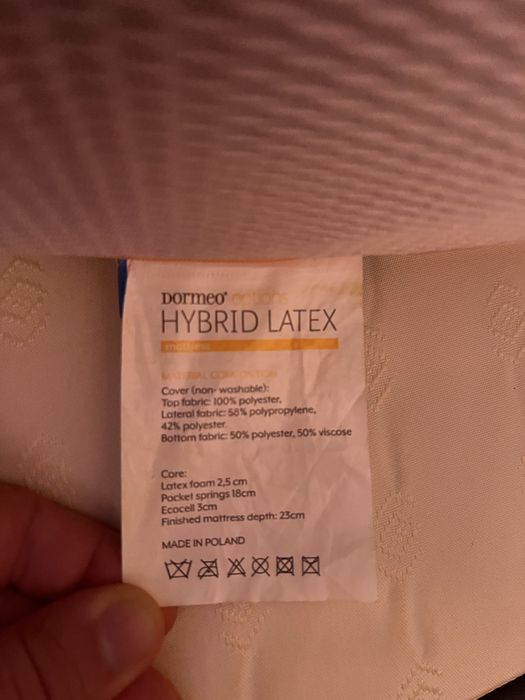 Dormeo® options
HYBRID LATEX
mattress
MATERIAL COMPOSITION
Cover (non- washable):
Top fabric: 100% polyester,
Lateral fabric: 58% polypropylene,
42% polyester.
Bottom fabric: 50% polyester, 50% viscose
Core:
Latex foam 2,5 cm
Pocket springs 18cm
Ecocell 3cm
Finished mattress depth: 23cm
MADE IN POLAND